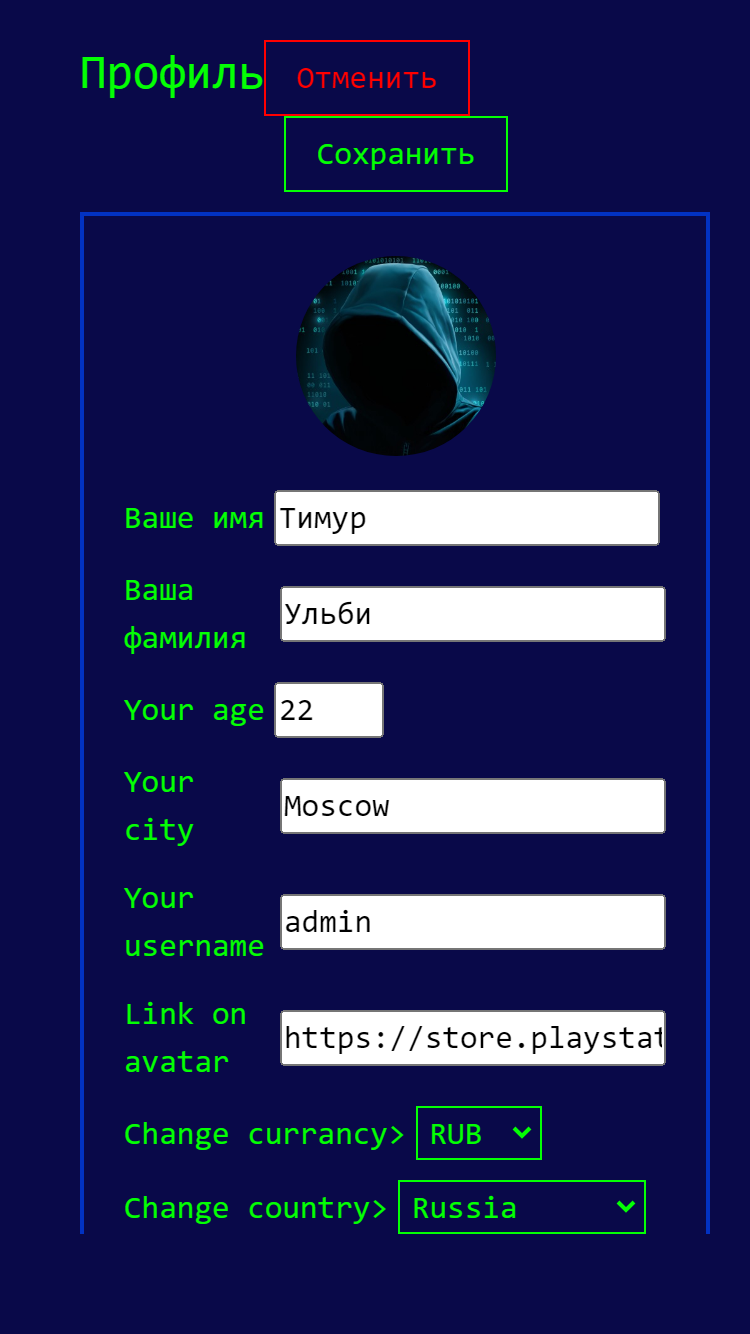 Профиль Отменить
Сохранить
Ваше имя Тимур
Ваша
фамилия
Ульби
Your age 22
Your
city
Moscow
Your
username
admin
Link on
avatar
https://store.playstat
Change currancy> RUB
Change country> Russia